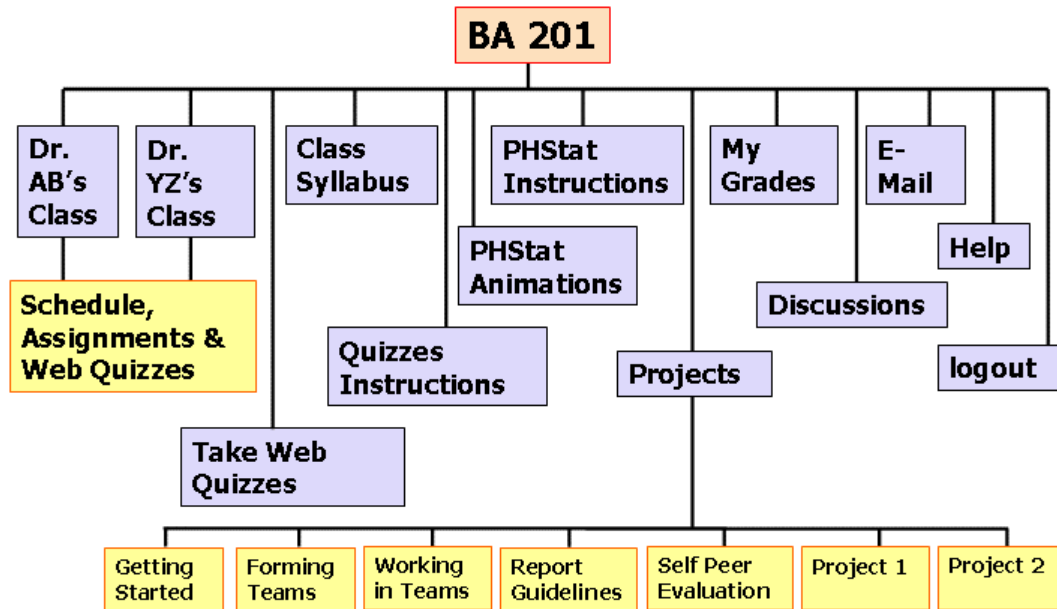 BA 201
Dr.
AB's
Class
Dr.
YZ's
Class
Class
Syllabus
PHStat
Instructions
My
Grades
E-
Mail
PHStat
Animations
Help
Schedule,
Assignments &
Web Quizzes
Discussions
Quizzes
Instructions
Projects
logout
Take Web
Quizzes
Getting
Started
Forming
Teams
Working
in Teams
Report
Guidelines
Self Peer
Evaluation
Project 1
Project 2